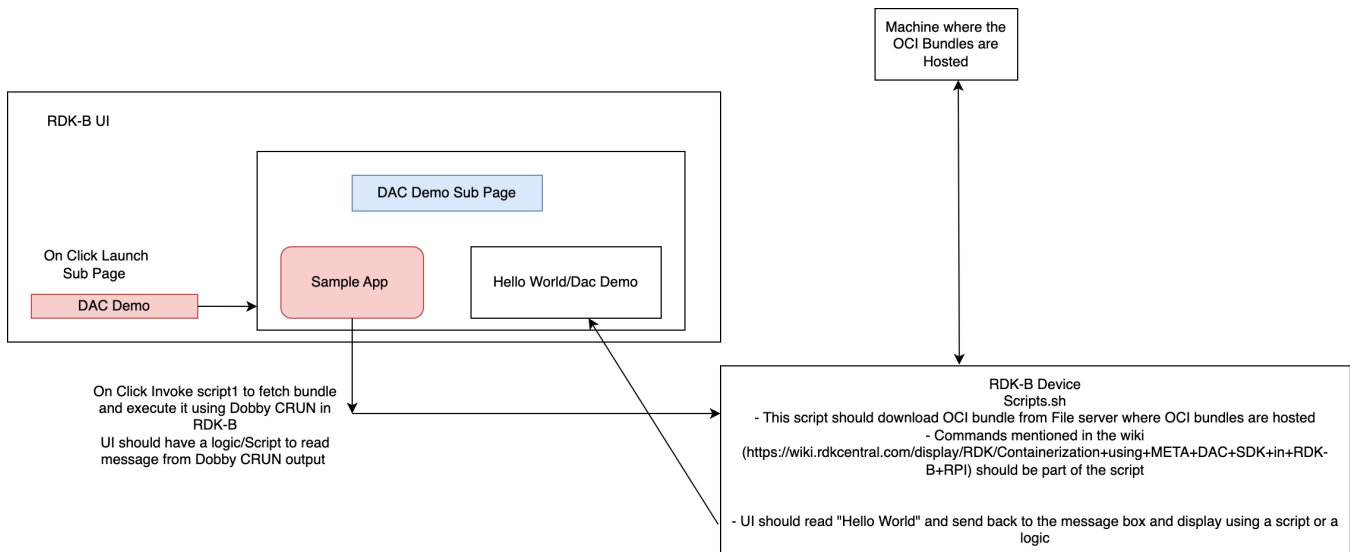 Machine where the
OCI Bundles are
Hosted
RDK-B UI
DAC Demo Sub Page
On Click Launch
Sub Page
DAC Demo
Sample App
Hello World/Dac Demo
On Click Invoke script1 to fetch bundle
and execute it using Dobby CRUN in
RDK-B
UI should have a logic/Script to read
message from Dobby CRUN output
RDK-B Device
Scripts.sh
- This script should download OCI bundle from File server where OCI bundles are hosted
- Commands mentioned in the wiki
(https://wiki.rdkcentral.com/display/RDK/Containerization+using+META+DAC+SDK+in+RDK-
B+RPI) should be part of the script
- UI should read "Hello World" and send back to the message box and display using a script or a
logic